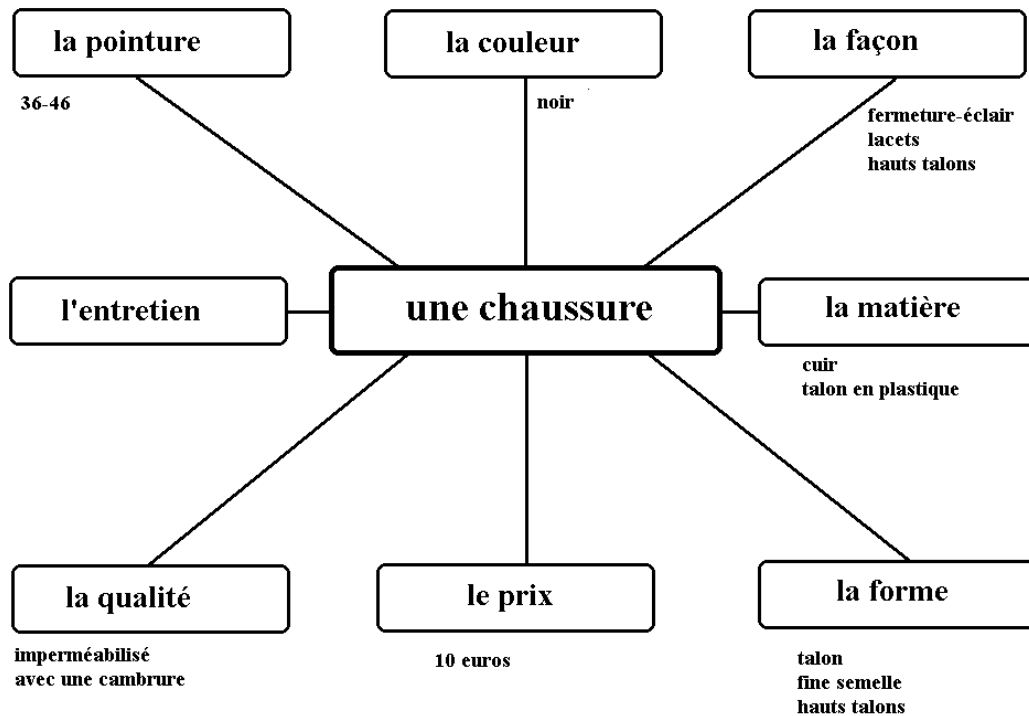 la pointure
36-46
la couleur
noir
la façon
fermeture-éclair
lacets
hauts talons
l'entretien
une chaussure
la matière
cuir
talon en plastique
la qualité
imperméabilisé
avec une cambrure
le prix
10 euros
la forme
talon
fine semelle
hauts talons